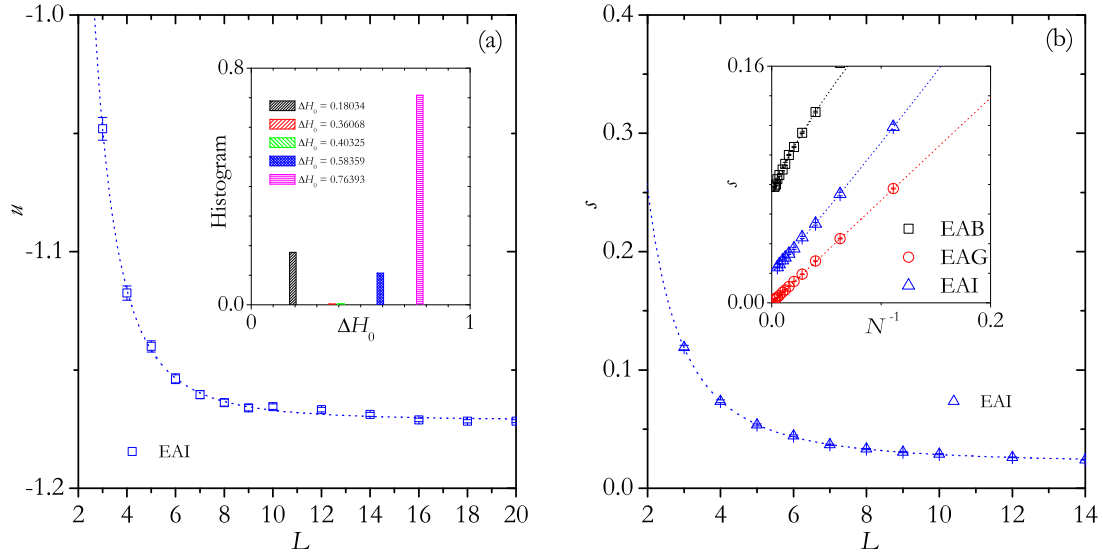 (a)
-1.0
-1.1
-1.2
u
2 4 6 8 10 12 14 16 18 20
L
EAI
0.8
0.0
Histogram
0 1
ΔH₀
ΔH₀ = 0.18034
ΔH₀ = 0.36068
ΔH₀ = 0.40325
ΔH₀ = 0.58359
ΔH₀ = 0.76393
(b)
0.4
0.3
0.2
0.1
0.0
s
2 4 6 8 10 12 14
L
EAI
0.16
0.00
s
0.0 0.2
N⁻¹
EAB
EAG
EAI